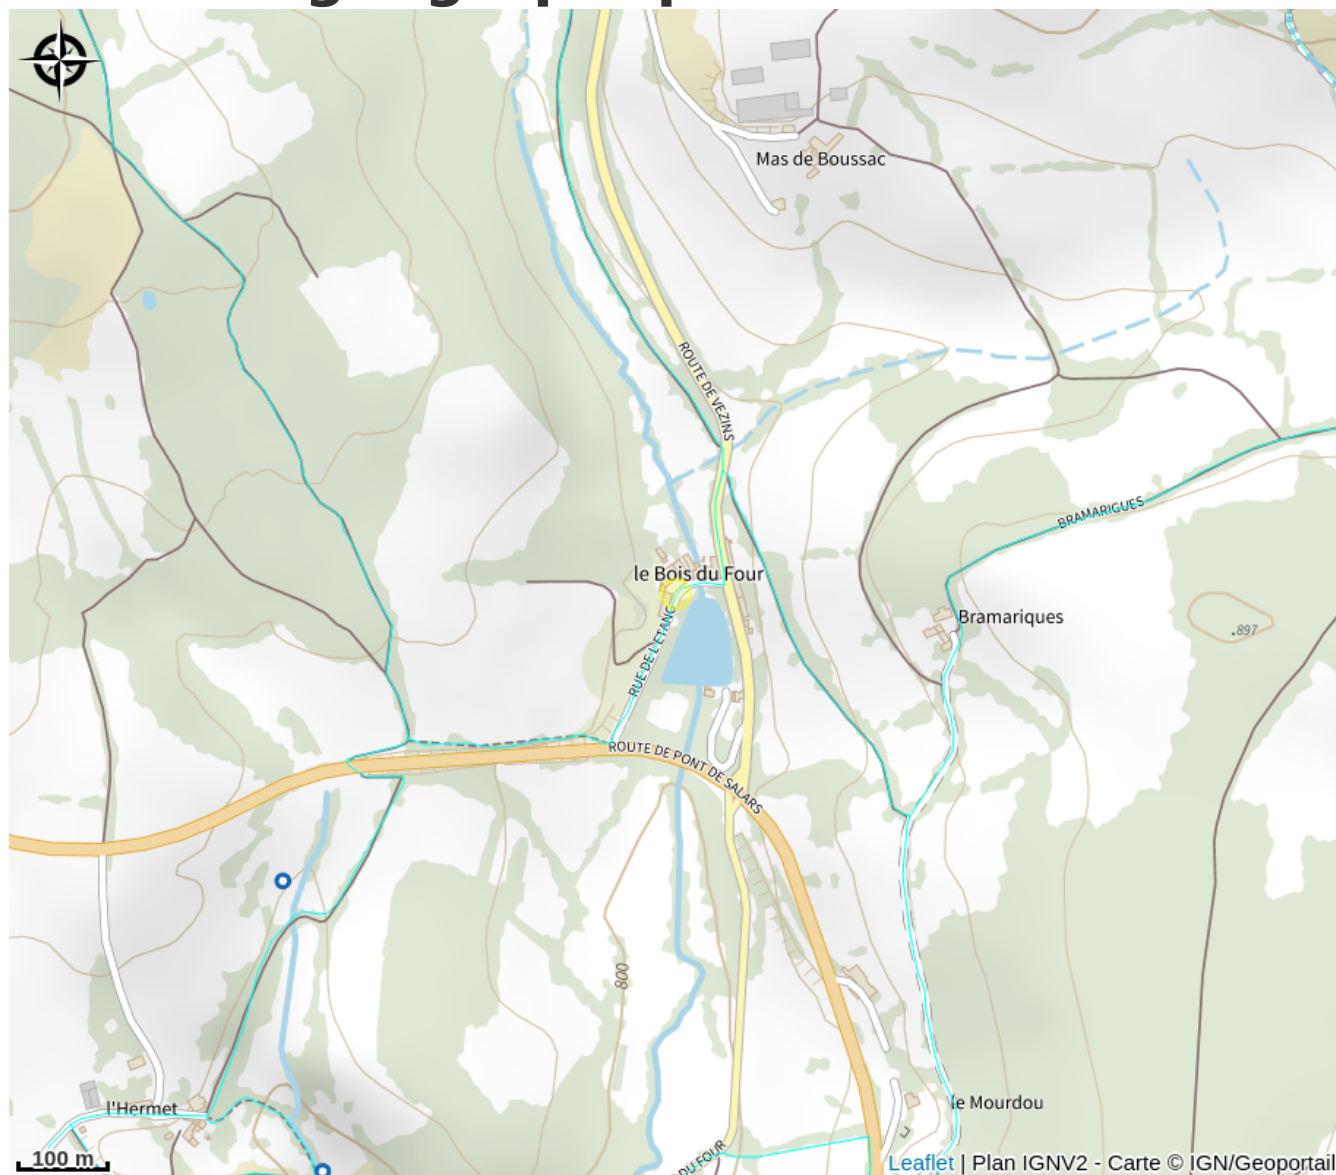 Mas de Boussac
ROUTE DE VEZINS
BRAMARIGUES
le Bois du Four
Bramariques
897
RUE DE L'ETANG
ROUTE DE PONT DE SALARS
800
l'Hermet
le Mourdou
DU FOUR
100 m
Leaflet | Plan IGNV2 - Carte © IGN/Geoportail